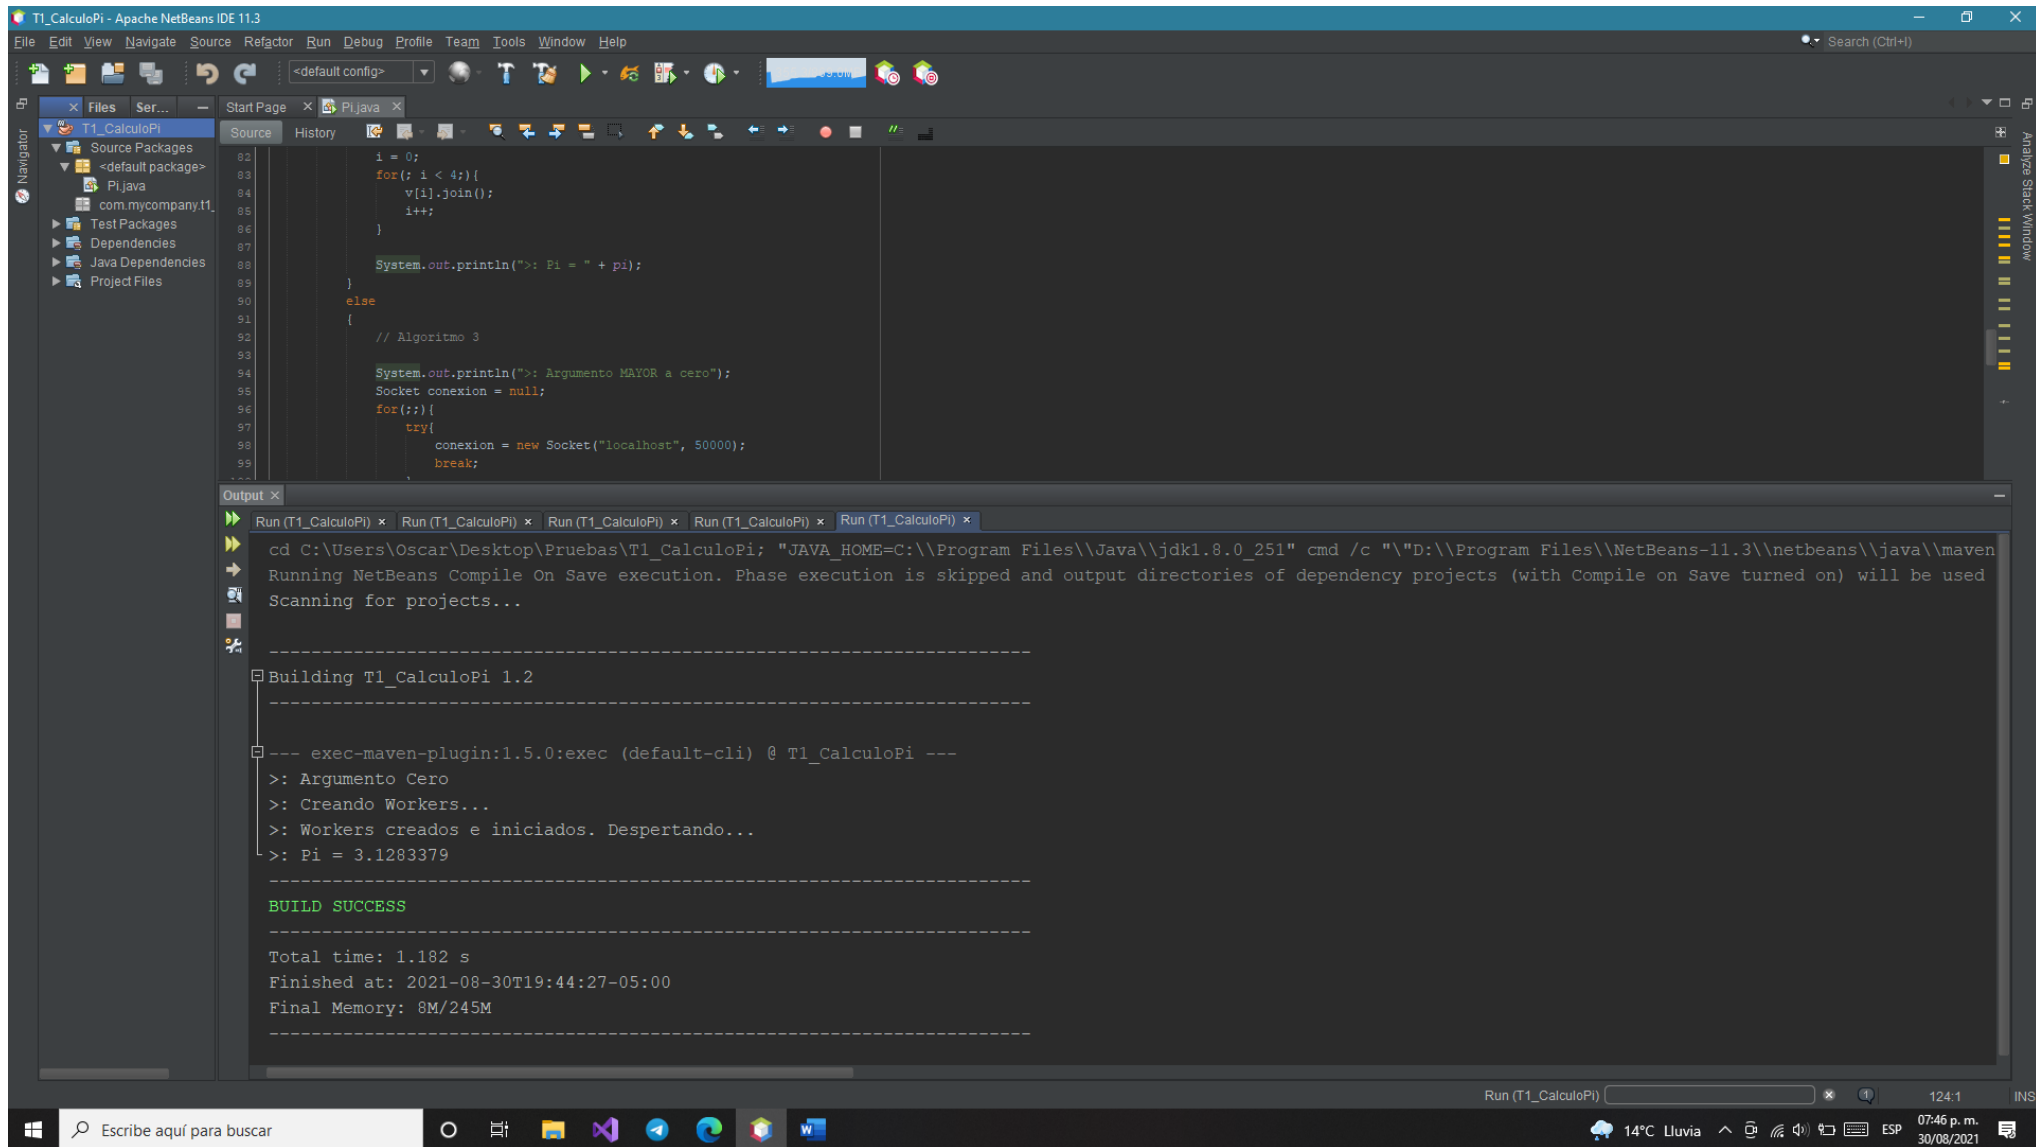 T1_CalculoPi - Apache NetBeans IDE 11.3
File Edit View Navigate Source Refactor Run Debug Profile Team Tools Window Help
Search (Ctrl+I)
<default config>
Files Ser...
Start Page
Pi.java
Navigator
T1_CalculoPi
Source Packages
<default package>
Pi.java
com.mycompany.t1_
Test Packages
Dependencies
Java Dependencies
Project Files
Source History
82 i = 0;
83 for(; i < 4;){
84 v[i].join();
85 i++;
86 }
87
88 System.out.println(">: Pi = " + pi);
89 }
90 else
91 {
92 // Algoritmo 3
93
94 System.out.println(">: Argumento MAYOR a cero");
95 Socket conexion = null;
96 for(;;){
97 try{
98 conexion = new Socket("localhost", 50000);
99 break;
Analyze Stack Window
Output
Run (T1_CalculoPi) Run (T1_CalculoPi) Run (T1_CalculoPi) Run (T1_CalculoPi) Run (T1_CalculoPi)
cd C:\Users\Oscar\Desktop\Pruebas\T1_CalculoPi; "JAVA_HOME=C:\\Program Files\\Java\\jdk1.8.0_251" cmd /c "\"D:\\Program Files\\NetBeans-11.3\\netbeans\\java\\maven
Running NetBeans Compile On Save execution. Phase execution is skipped and output directories of dependency projects (with Compile on Save turned on) will be used
Scanning for projects...
------------------------------------------------------------------------
Building T1_CalculoPi 1.2
------------------------------------------------------------------------
--- exec-maven-plugin:1.5.0:exec (default-cli) @ T1_CalculoPi ---
>: Argumento Cero
>: Creando Workers...
>: Workers creados e iniciados. Despertando...
>: Pi = 3.1283379
------------------------------------------------------------------------
BUILD SUCCESS
------------------------------------------------------------------------
Total time: 1.182 s
Finished at: 2021-08-30T19:44:27-05:00
Final Memory: 8M/245M
------------------------------------------------------------------------
Run (T1_CalculoPi)
1
124:1
INS
Escribe aquí para buscar
14°C Lluvia
ESP
07:46 p. m.
30/08/2021